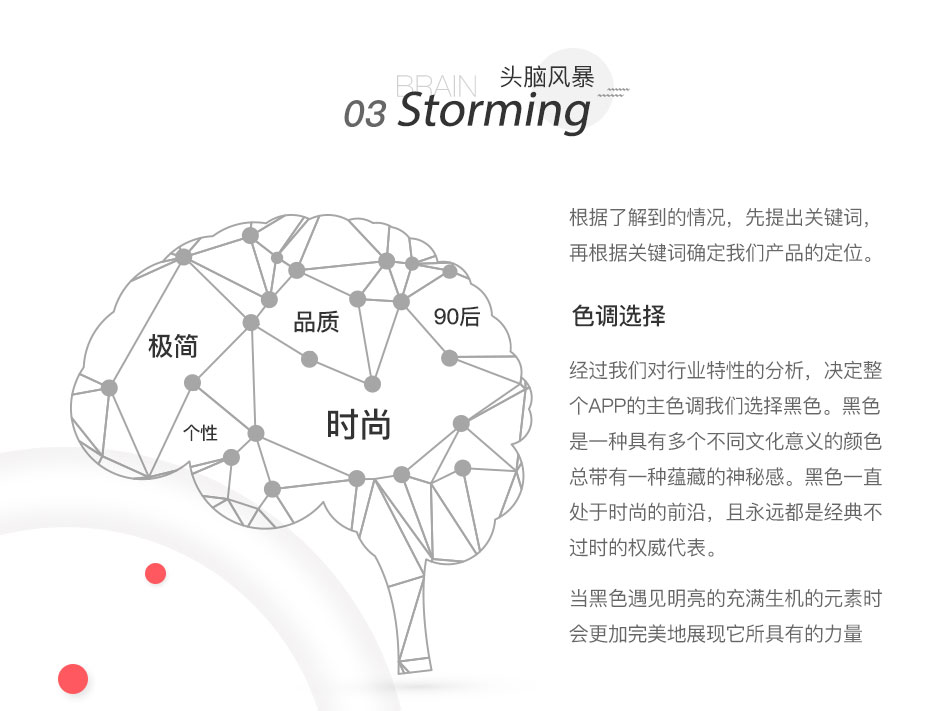 BRAIN 头脑风暴
03 Storming
根据了解到的情况，先提出关键词，
再根据关键词确定我们产品的定位。
色调选择
经过我们对行业特性的分析，决定整
个APP的主色调我们选择黑色。黑色
是一种具有多个不同文化意义的颜色
总带有一种蕴藏的神秘感。黑色一直
处于时尚的前沿，且永远都是经典不
过时的权威代表。
当黑色遇见明亮的充满生机的元素时
会更加完美地展现它所具有的力量
极简
品质
90后
个性
时尚